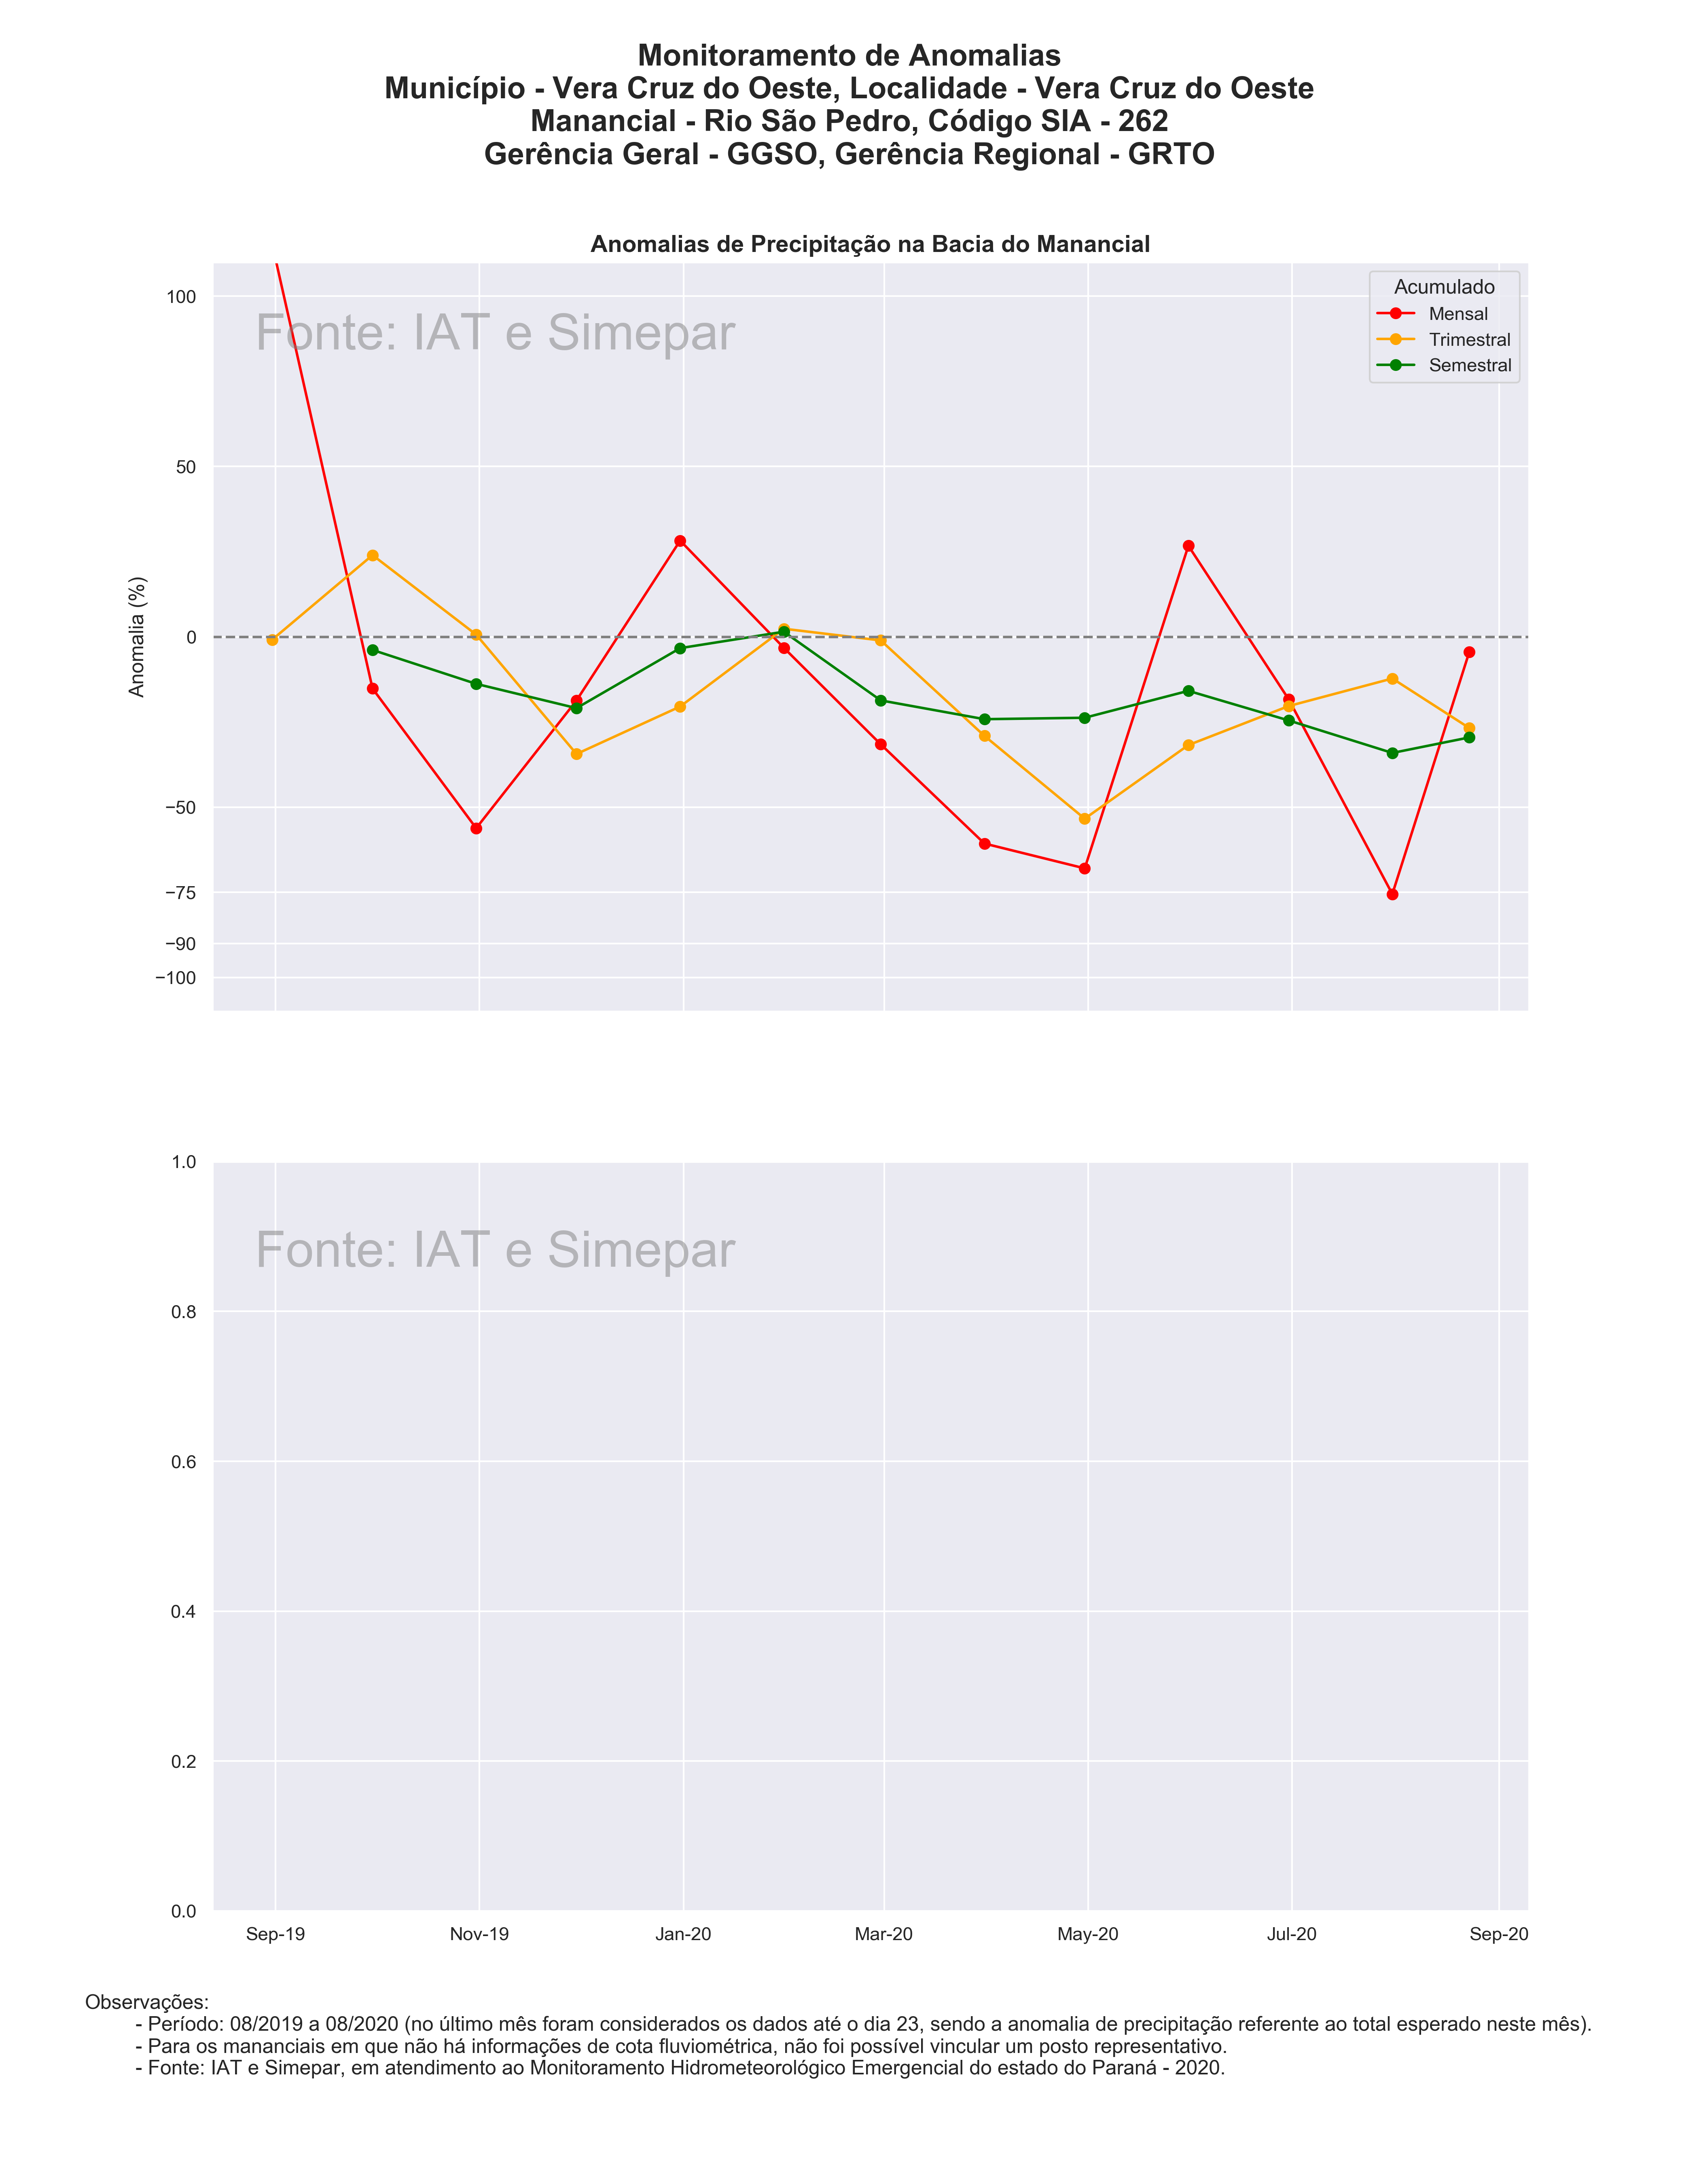 Monitoramento de Anomalias
Município - Vera Cruz do Oeste, Localidade - Vera Cruz do Oeste
Manancial - Rio São Pedro, Código SIA - 262
Gerência Geral - GGSO, Gerência Regional - GRTO
Anomalias de Precipitação na Bacia do Manancial
Fonte: IAT e Simepar
Acumulado
Mensal
Trimestral
Semestral
Anomalia (%)
100
50
0
−50
−75
−90
−100
Fonte: IAT e Simepar
1.0
0.8
0.6
0.4
0.2
0.0
Sep-19 Nov-19 Jan-20 Mar-20 May-20 Jul-20 Sep-20
Observações:
- Período: 08/2019 a 08/2020 (no último mês foram considerados os dados até o dia 23, sendo a anomalia de precipitação referente ao total esperado neste mês).
- Para os mananciais em que não há informações de cota fluviométrica, não foi possível vincular um posto representativo.
- Fonte: IAT e Simepar, em atendimento ao Monitoramento Hidrometeorológico Emergencial do estado do Paraná - 2020.